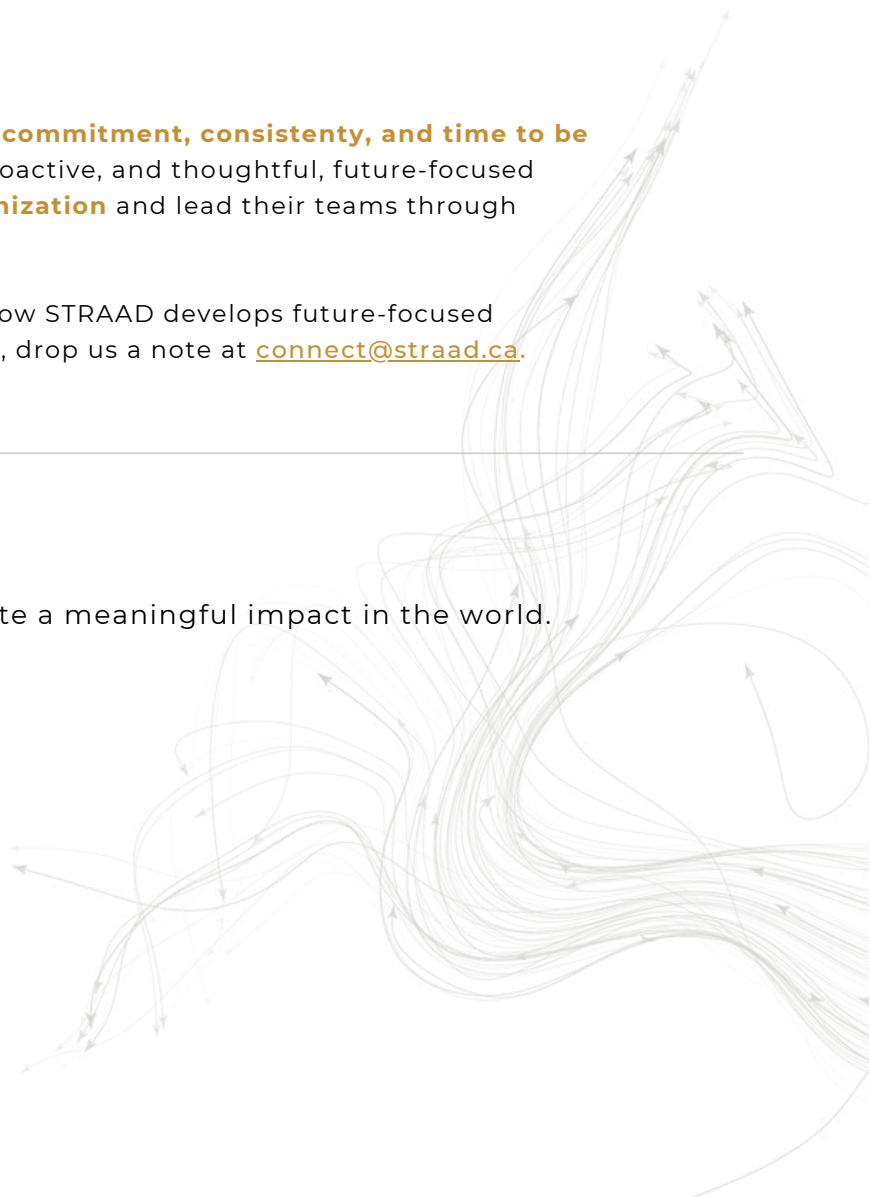 commitment, consistenty, and time to be
oactive, and thoughtful, future-focused
nization and lead their teams through
ow STRAAD develops future-focused
, drop us a note at connect@straad.ca.
te a meaningful impact in the world.